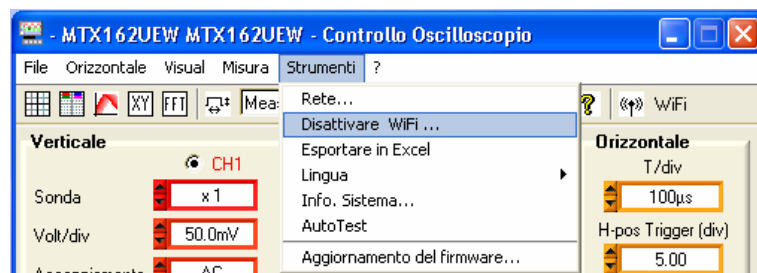 - MTX162UEW MTX162UEW - Controllo Oscilloscopio
File Orizzontale Visual Misura Strumenti ?
XY FFT Mea: ? WiFi
Rete...
Disattivare WiFi ...
Esportare in Excel
Lingua
Info. Sistema...
AutoTest
Aggiornamento del firmware...
Verticale
CH1
Sonda x 1
Volt/div 50.0mV
Accoppiamento AC
Orizzontale
T/div
100µs
H-pos Trigger (div)
5.00